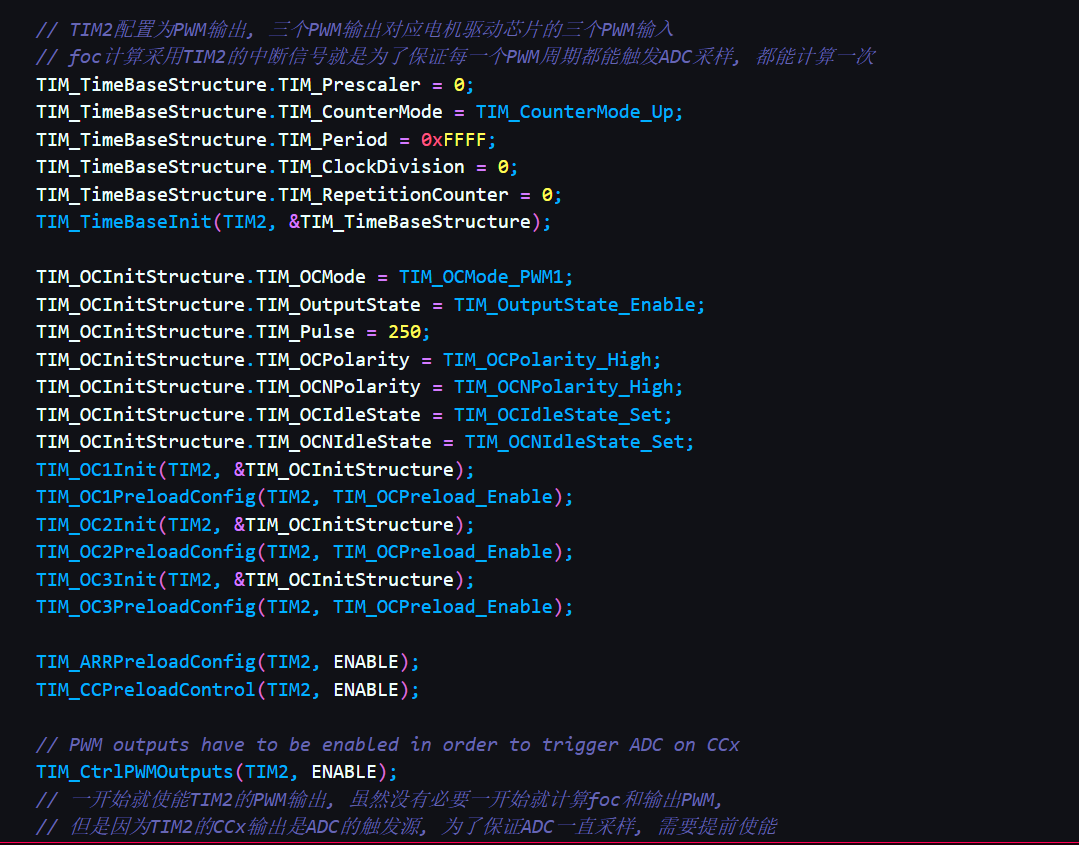 // TIM2配置为PWM输出, 三个PWM输出对应电机驱动芯片的三个PWM输入
// foc计算采用TIM2的中断信号就是为了保证每一个PWM周期都能触发ADC采样, 都能计算一次
TIM_TimeBaseStructure.TIM_Prescaler = 0;
TIM_TimeBaseStructure.TIM_CounterMode = TIM_CounterMode_Up;
TIM_TimeBaseStructure.TIM_Period = 0xFFFF;
TIM_TimeBaseStructure.TIM_ClockDivision = 0;
TIM_TimeBaseStructure.TIM_RepetitionCounter = 0;
TIM_TimeBaseInit(TIM2, &TIM_TimeBaseStructure);
TIM_OCInitStructure.TIM_OCMode = TIM_OCMode_PWM1;
TIM_OCInitStructure.TIM_OutputState = TIM_OutputState_Enable;
TIM_OCInitStructure.TIM_Pulse = 250;
TIM_OCInitStructure.TIM_OCPolarity = TIM_OCPolarity_High;
TIM_OCInitStructure.TIM_OCNPolarity = TIM_OCNPolarity_High;
TIM_OCInitStructure.TIM_OCIdleState = TIM_OCIdleState_Set;
TIM_OCInitStructure.TIM_OCNIdleState = TIM_OCNIdleState_Set;
TIM_OC1Init(TIM2, &TIM_OCInitStructure);
TIM_OC1PreloadConfig(TIM2, TIM_OCPreload_Enable);
TIM_OC2Init(TIM2, &TIM_OCInitStructure);
TIM_OC2PreloadConfig(TIM2, TIM_OCPreload_Enable);
TIM_OC3Init(TIM2, &TIM_OCInitStructure);
TIM_OC3PreloadConfig(TIM2, TIM_OCPreload_Enable);
TIM_ARRPreloadConfig(TIM2, ENABLE);
TIM_CCPreloadControl(TIM2, ENABLE);
// PWM outputs have to be enabled in order to trigger ADC on CCx
TIM_CtrlPWMOutputs(TIM2, ENABLE);
// 一开始就使能TIM2的PWM输出, 虽然没有必要一开始就计算foc和输出PWM,
// 但是因为TIM2的CCx输出是ADC的触发源, 为了保证ADC一直采样, 需要提前使能